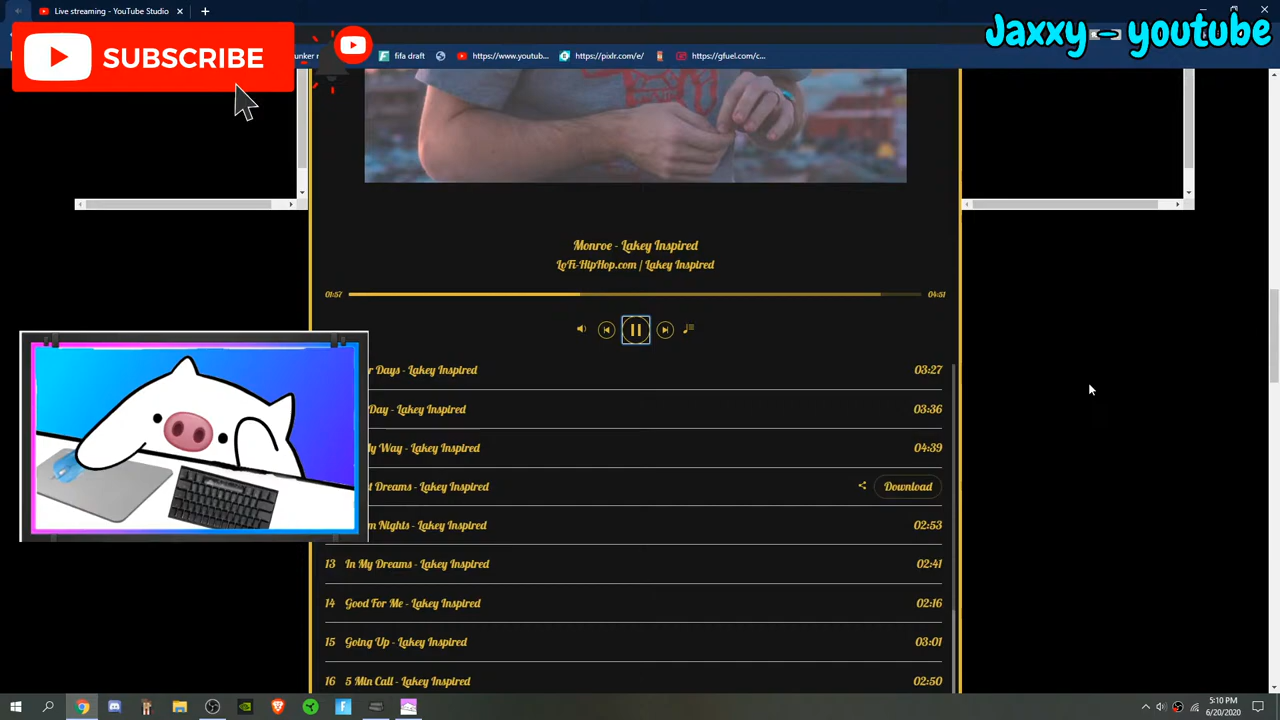 Live streaming - YouTube Studio
SUBSCRIBE
Jaxxy - youtube
unker r
fifa draft
https://www.youtub...
https://pixlr.com/e/
https://gfuel.com/c...
Monroe - Lakey Inspired
LoFi-HipHop.com / Lakey Inspired
01:57
04:51
r Days - Lakey Inspired
03:27
Day - Lakey Inspired
03:36
My Way - Lakey Inspired
04:39
t Dreams - Lakey Inspired
Download
m Nights - Lakey Inspired
02:53
13 In My Dreams - Lakey Inspired
02:41
14 Good For Me - Lakey Inspired
02:16
15 Going Up - Lakey Inspired
03:01
16 5 Min Call - Lakey Inspired
02:50
5:10 PM
6/20/2020